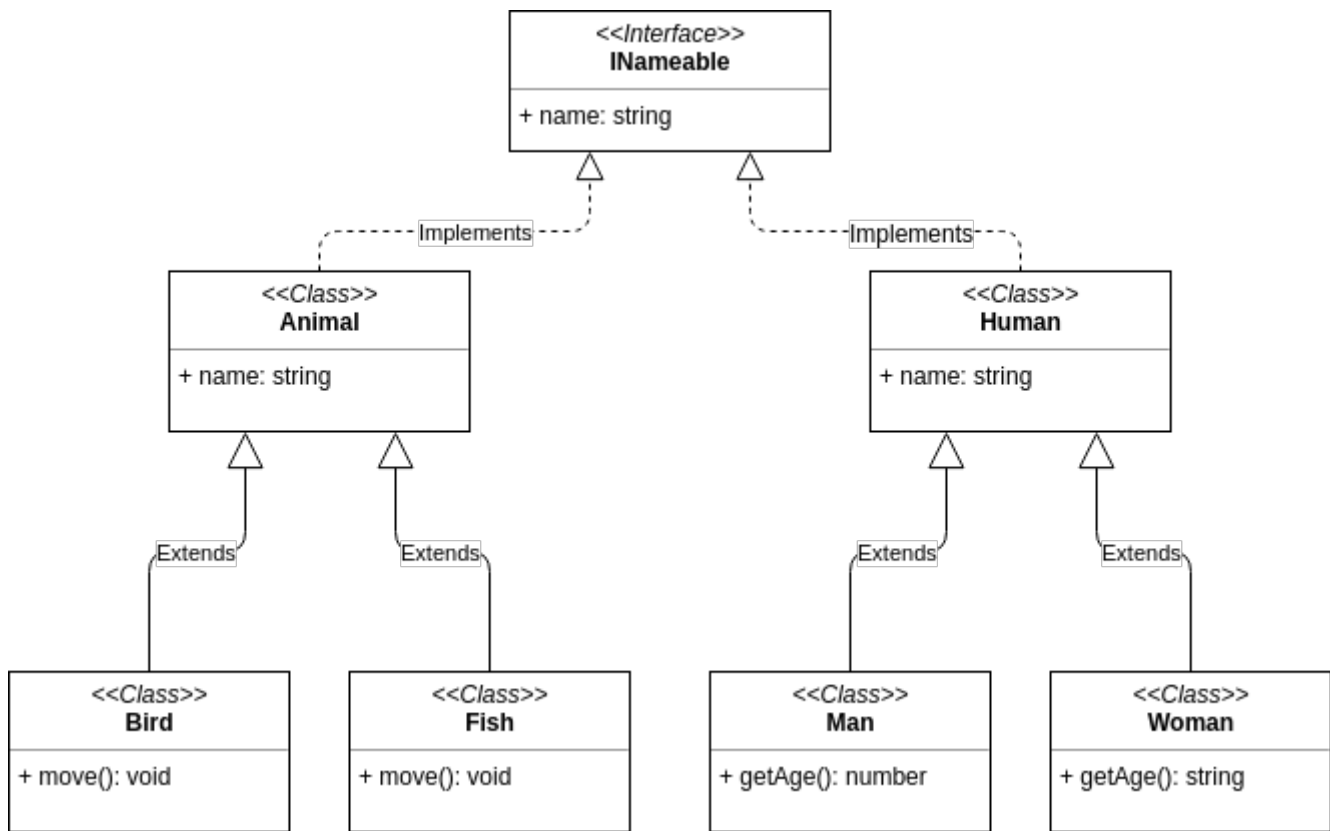 <<Interface>>
INameable
+ name: string
Implements
Implements
<<Class>>
Animal
+ name: string
<<Class>>
Human
+ name: string
Extends
Extends
Extends
Extends
<<Class>>
Bird
+ move(): void
<<Class>>
Fish
+ move(): void
<<Class>>
Man
+ getAge(): number
<<Class>>
Woman
+ getAge(): string